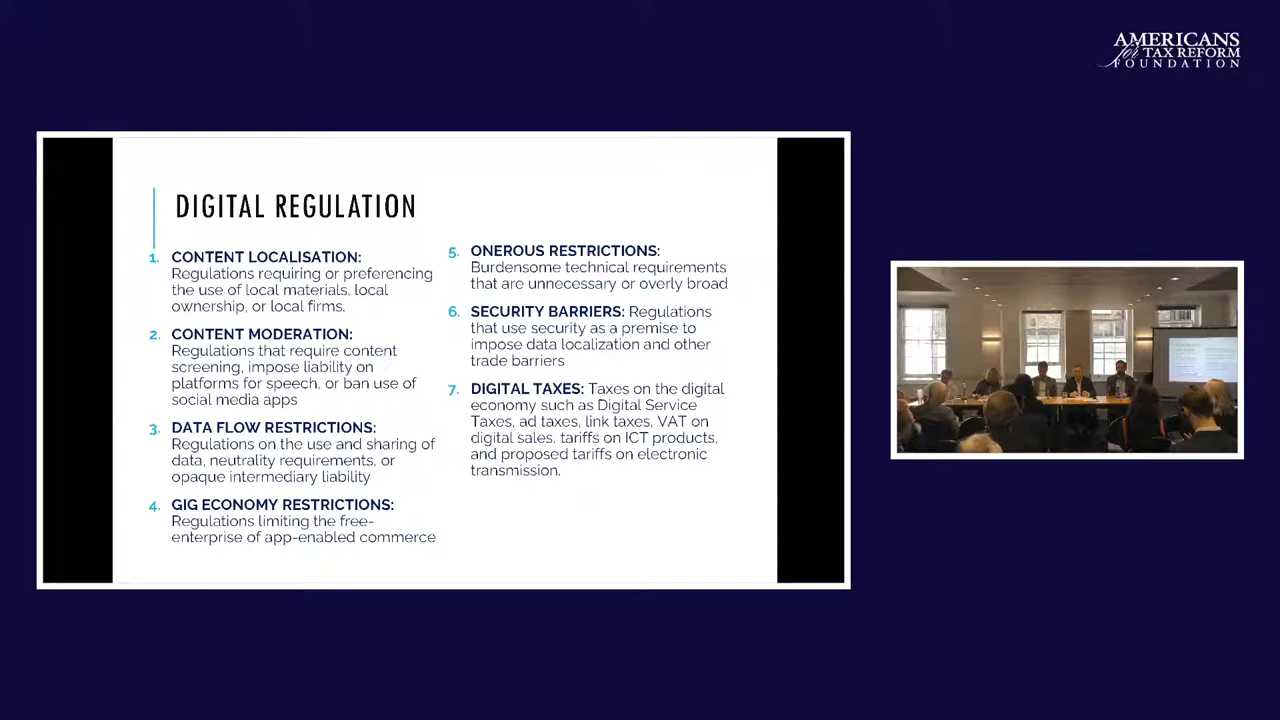 AMERICANS
for TAX REFORM
FOUNDATION
DIGITAL REGULATION
1. CONTENT LOCALISATION:
Regulations requiring or preferencing
the use of local materials, local
ownership, or local firms.
2. CONTENT MODERATION:
Regulations that require content
screening, impose liability on
platforms for speech, or ban use of
social media apps
3. DATA FLOW RESTRICTIONS:
Regulations on the use and sharing of
data, neutrality requirements, or
opaque intermediary liability
4. GIG ECONOMY RESTRICTIONS:
Regulations limiting the free-
enterprise of app-enabled commerce
5. ONEROUS RESTRICTIONS:
Burdensome technical requirements
that are unnecessary or overly broad
6. SECURITY BARRIERS: Regulations
that use security as a premise to
impose data localization and other
trade barriers
7. DIGITAL TAXES: Taxes on the digital
economy such as Digital Service
Taxes, ad taxes, link taxes, VAT on
digital sales, tariffs on ICT products,
and proposed tariffs on electronic
transmission.